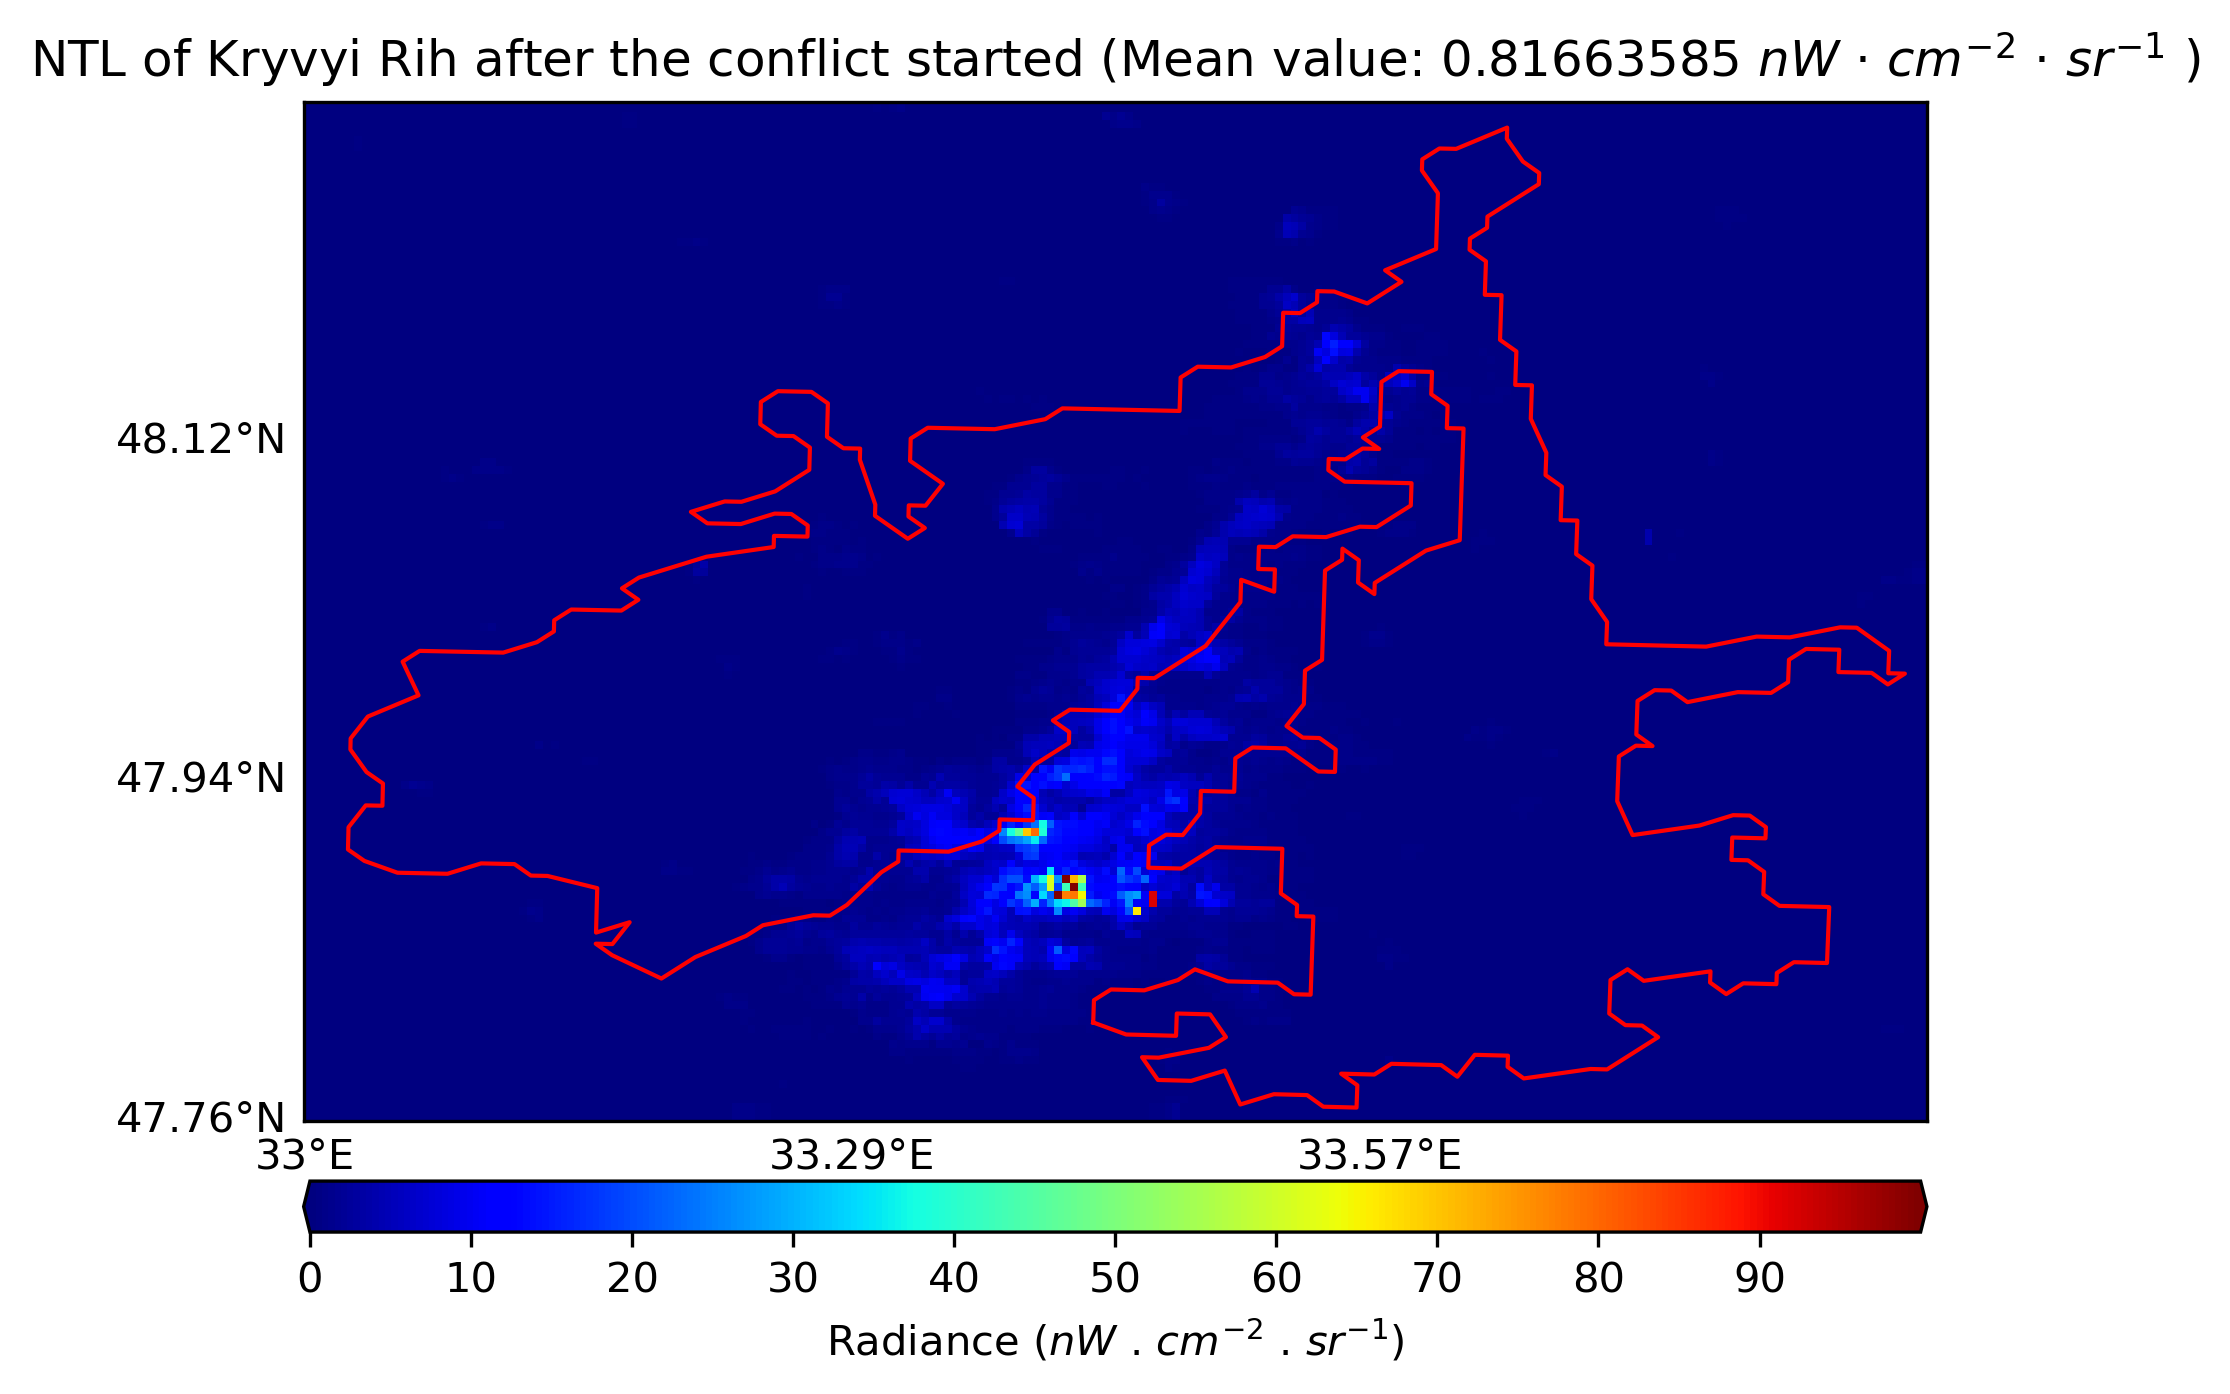 NTL of Kryvyi Rih after the conflict started (Mean value: 0.81663585 nW · cm⁻² · sr⁻¹ )
48.12°N
47.94°N
47.76°N
33°E 33.29°E 33.57°E
0 10 20 30 40 50 60 70 80 90
Radiance (nW . cm⁻² . sr⁻¹)